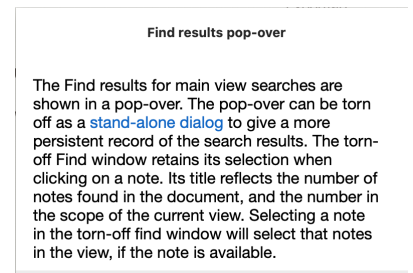 Find results pop-over
The Find results for main view searches are
shown in a pop-over. The pop-over can be torn
off as a stand-alone dialog to give a more
persistent record of the search results. The torn-
off Find window retains its selection when
clicking on a note. Its title reflects the number of
notes found in the document, and the number in
the scope of the current view. Selecting a note
in the torn-off find window will select that notes
in the view, if the note is available.